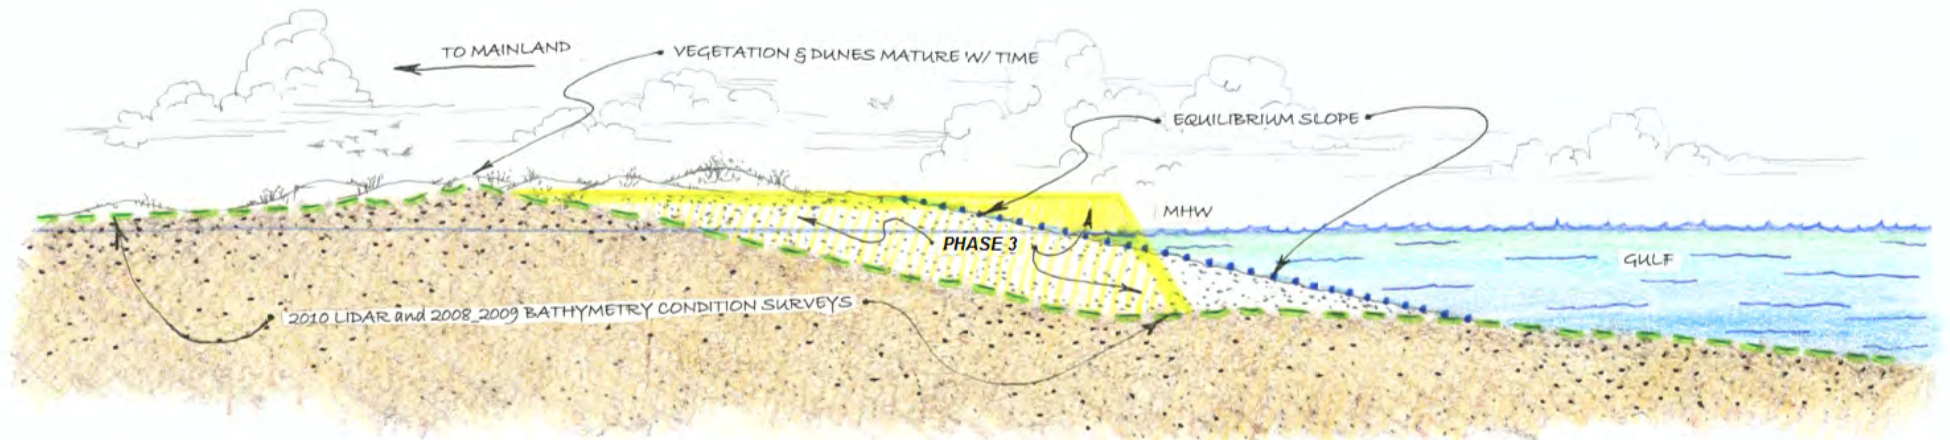 TO MAINLAND
VEGETATION & DUNES MATURE W/ TIME
EQUILIBRIUM SLOPE
MHW
PHASE 3
GULF
2010 LIDAR and 2008_2009 BATHYMETRY CONDITION SURVEYS